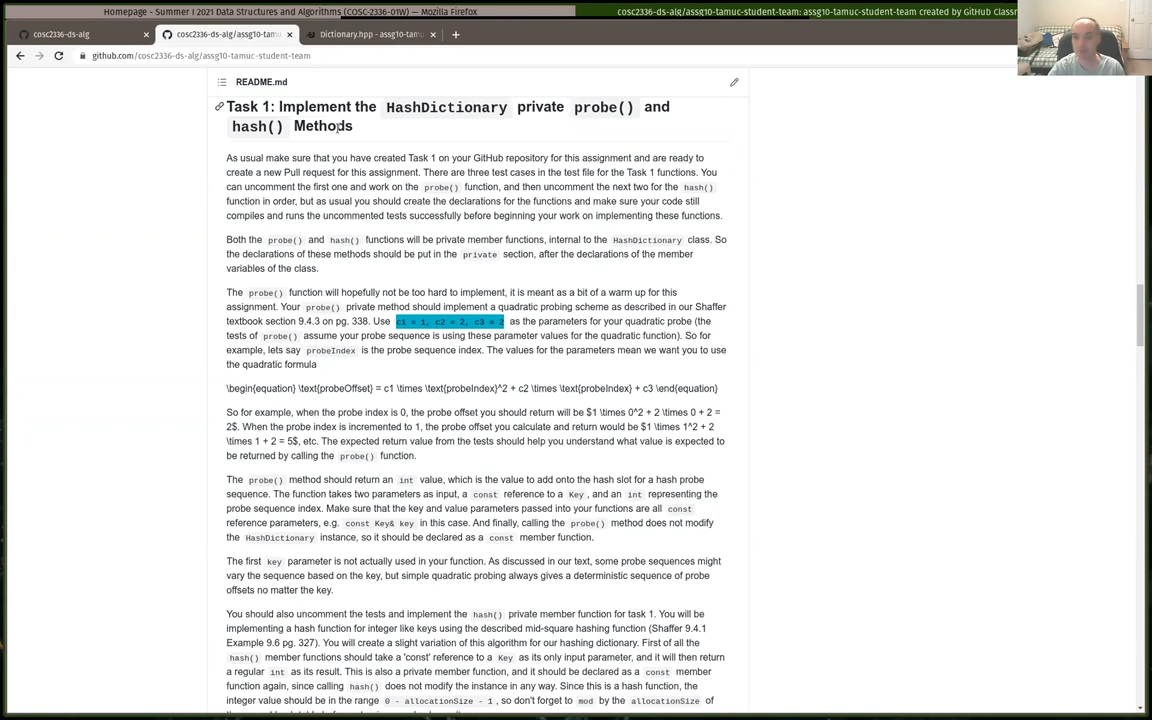 Homepage - Summer I 2021 Data Structures and Algorithms (COSC-2336-01W) — Mozilla Firefox
cosc2336-ds-alg/assg10-tamuc-student-team: assg10-tamuc-student-team created by GitHub Classr
cosc2336-ds-alg
cosc2336-ds-alg/assg10-tamu
Dictionary.hpp - assg10-tam
github.com/cosc2336-ds-alg/assg10-tamuc-student-team
README.md
Task 1: Implement the HashDictionary private probe() and
hash() Methods
As usual make sure that you have created Task 1 on your GitHub repository for this assignment and are ready to
create a new Pull request for this assignment. There are three test cases in the test file for the Task 1 functions. You
can uncomment the first one and work on the probe() function, and then uncomment the next two for the hash()
function in order, but as usual you should create the declarations for the functions and make sure your code still
compiles and runs the uncommented tests successfully before beginning your work on implementing these functions.
Both the probe() and hash() functions will be private member functions, internal to the HashDictionary class. So
the declarations of these methods should be put in the private section, after the declarations of the member
variables of the class.
The probe() function will hopefully not be too hard to implement, it is meant as a bit of a warm up for this
assignment. Your probe() private method should implement a quadratic probing scheme as described in our Shaffer
textbook section 9.4.3 on pg. 338. Use c1 = 1, c2 = 2, c3 = 2 as the parameters for your quadratic probe (the
tests of probe() assume your probe sequence is using these parameter values for the quadratic function). So for
example, lets say probeIndex is the probe sequence index. The values for the parameters mean we want you to use
the quadratic formula
\begin{equation} \text{probeOffset} = c1 \times \text{probeIndex}^2 + c2 \times \text{probeIndex} + c3 \end{equation}
So for example, when the probe index is 0, the probe offset you should return will be $1 \times 0^2 + 2 \times 0 + 2 =
2$. When the probe index is incremented to 1, the probe offset you calculate and return would be $1 \times 1^2 + 2
\times 1 + 2 = 5$, etc. The expected return value from the tests should help you understand what value is expected to
be returned by calling the probe() function.
The probe() method should return an int value, which is the value to add onto the hash slot for a hash probe
sequence. The function takes two parameters as input, a const reference to a Key, and an int representing the
probe sequence index. Make sure that the key and value parameters passed into your functions are all const
reference parameters, e.g. const Key& key in this case. And finally, calling the probe() method does not modify
the HashDictionary instance, so it should be declared as a const member function.
The first key parameter is not actually used in your function. As discussed in our text, some probe sequences might
vary the sequence based on the key, but simple quadratic probing always gives a deterministic sequence of probe
offsets no matter the key.
You should also uncomment the tests and implement the hash() private member function for task 1. You will be
implementing a hash function for integer like keys using the described mid-square hashing function (Shaffer 9.4.1
Example 9.6 pg. 327). You will create a slight variation of this algorithm for our hashing dictionary. First of all the
hash() member functions should take a 'const' reference to a Key as its only input parameter, and it will then return
a regular int as its result. This is also a private member function, and it should be declared as a const member
function again, since calling hash() does not modify the instance in any way. Since this is a hash function, the
integer value should be in the range 0 - allocationSize - 1, so don't forget to mod by the allocationSize of